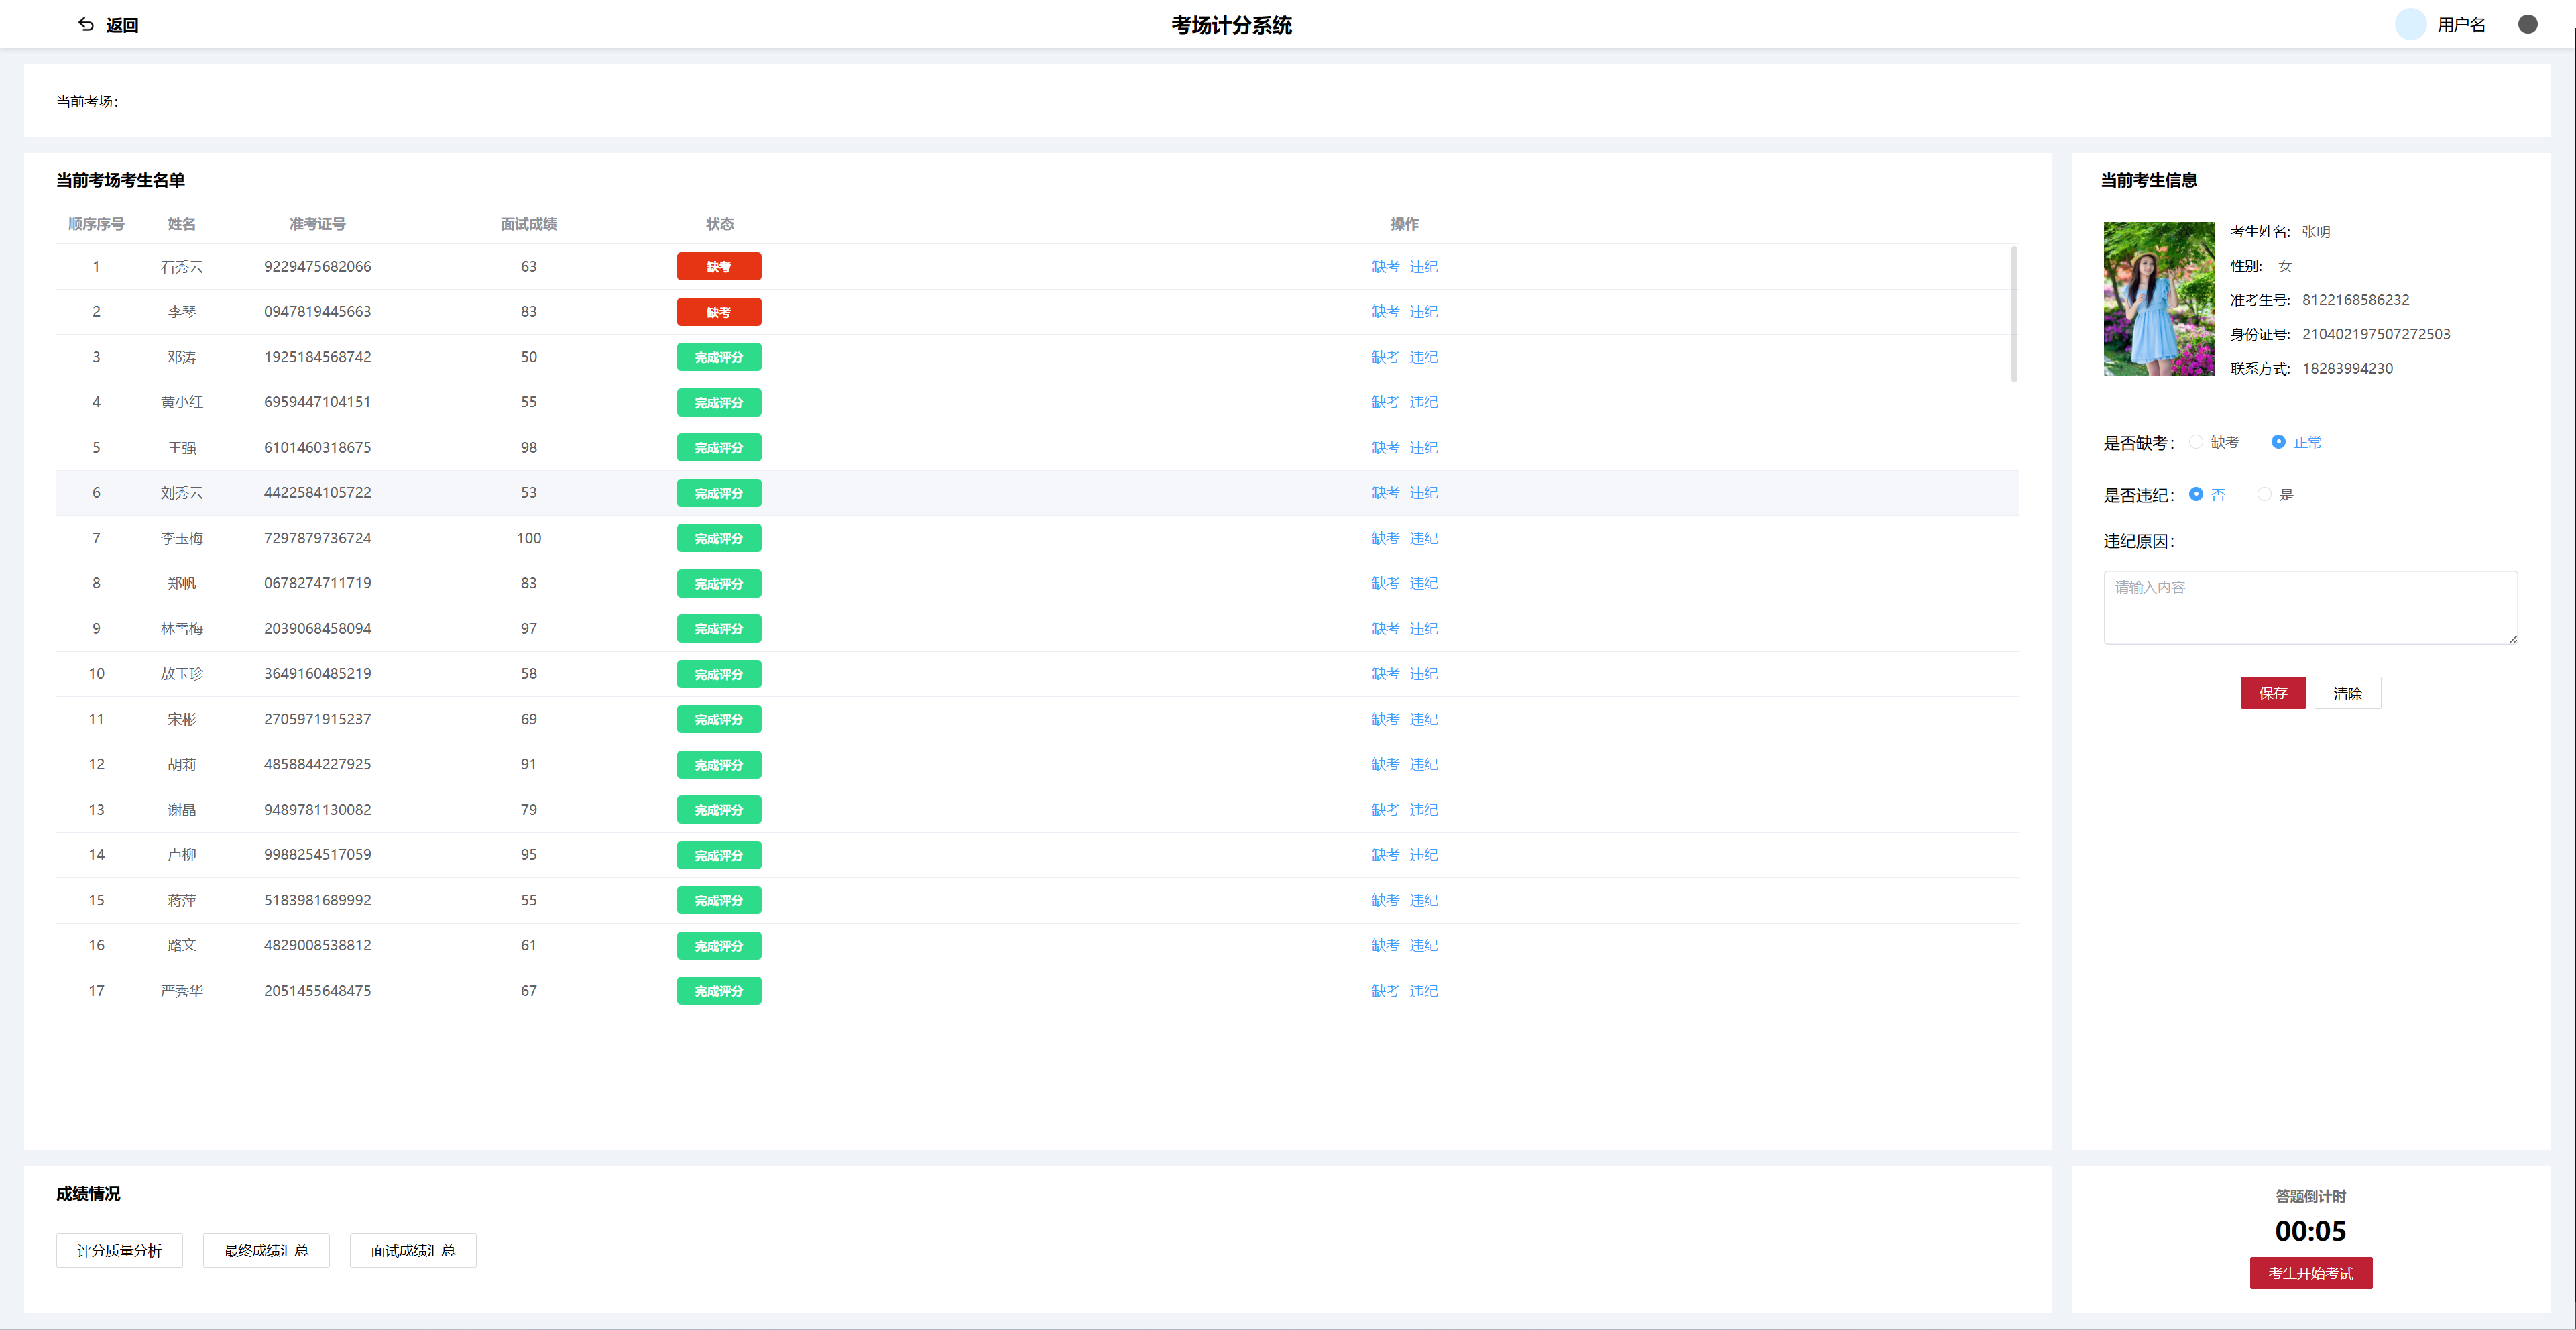 返回 考场计分系统 用户名
当前考场：
当前考场考生名单
顺序序号 姓名 准考证号 面试成绩 状态 操作
1 石秀云 9229475682066 63 缺考 缺考 违纪
2 李琴 0947819445663 83 缺考 缺考 违纪
3 邓涛 1925184568742 50 完成评分 缺考 违纪
4 黄小红 6959447104151 55 完成评分 缺考 违纪
5 王强 6101460318675 98 完成评分 缺考 违纪
6 刘秀云 4422584105722 53 完成评分 缺考 违纪
7 李玉梅 7297879736724 100 完成评分 缺考 违纪
8 郑帆 0678274711719 83 完成评分 缺考 违纪
9 林雪梅 2039068458094 97 完成评分 缺考 违纪
10 敖玉珍 3649160485219 58 完成评分 缺考 违纪
11 宋彬 2705971915237 69 完成评分 缺考 违纪
12 胡莉 4858844227925 91 完成评分 缺考 违纪
13 谢晶 9489781130082 79 完成评分 缺考 违纪
14 卢柳 9988254517059 95 完成评分 缺考 违纪
15 蒋萍 5183981689992 55 完成评分 缺考 违纪
16 路文 4829008538812 61 完成评分 缺考 违纪
17 严秀华 2051455648475 67 完成评分 缺考 违纪
当前考生信息
考生姓名: 张明
性别: 女
准考生号: 8122168586232
身份证号: 210402197507272503
联系方式: 18283994230
是否缺考： 缺考 正常
是否违纪： 否 是
违纪原因：
请输入内容
保存 清除
成绩情况
评分质量分析 最终成绩汇总 面试成绩汇总
答题倒计时
00:05
考生开始考试